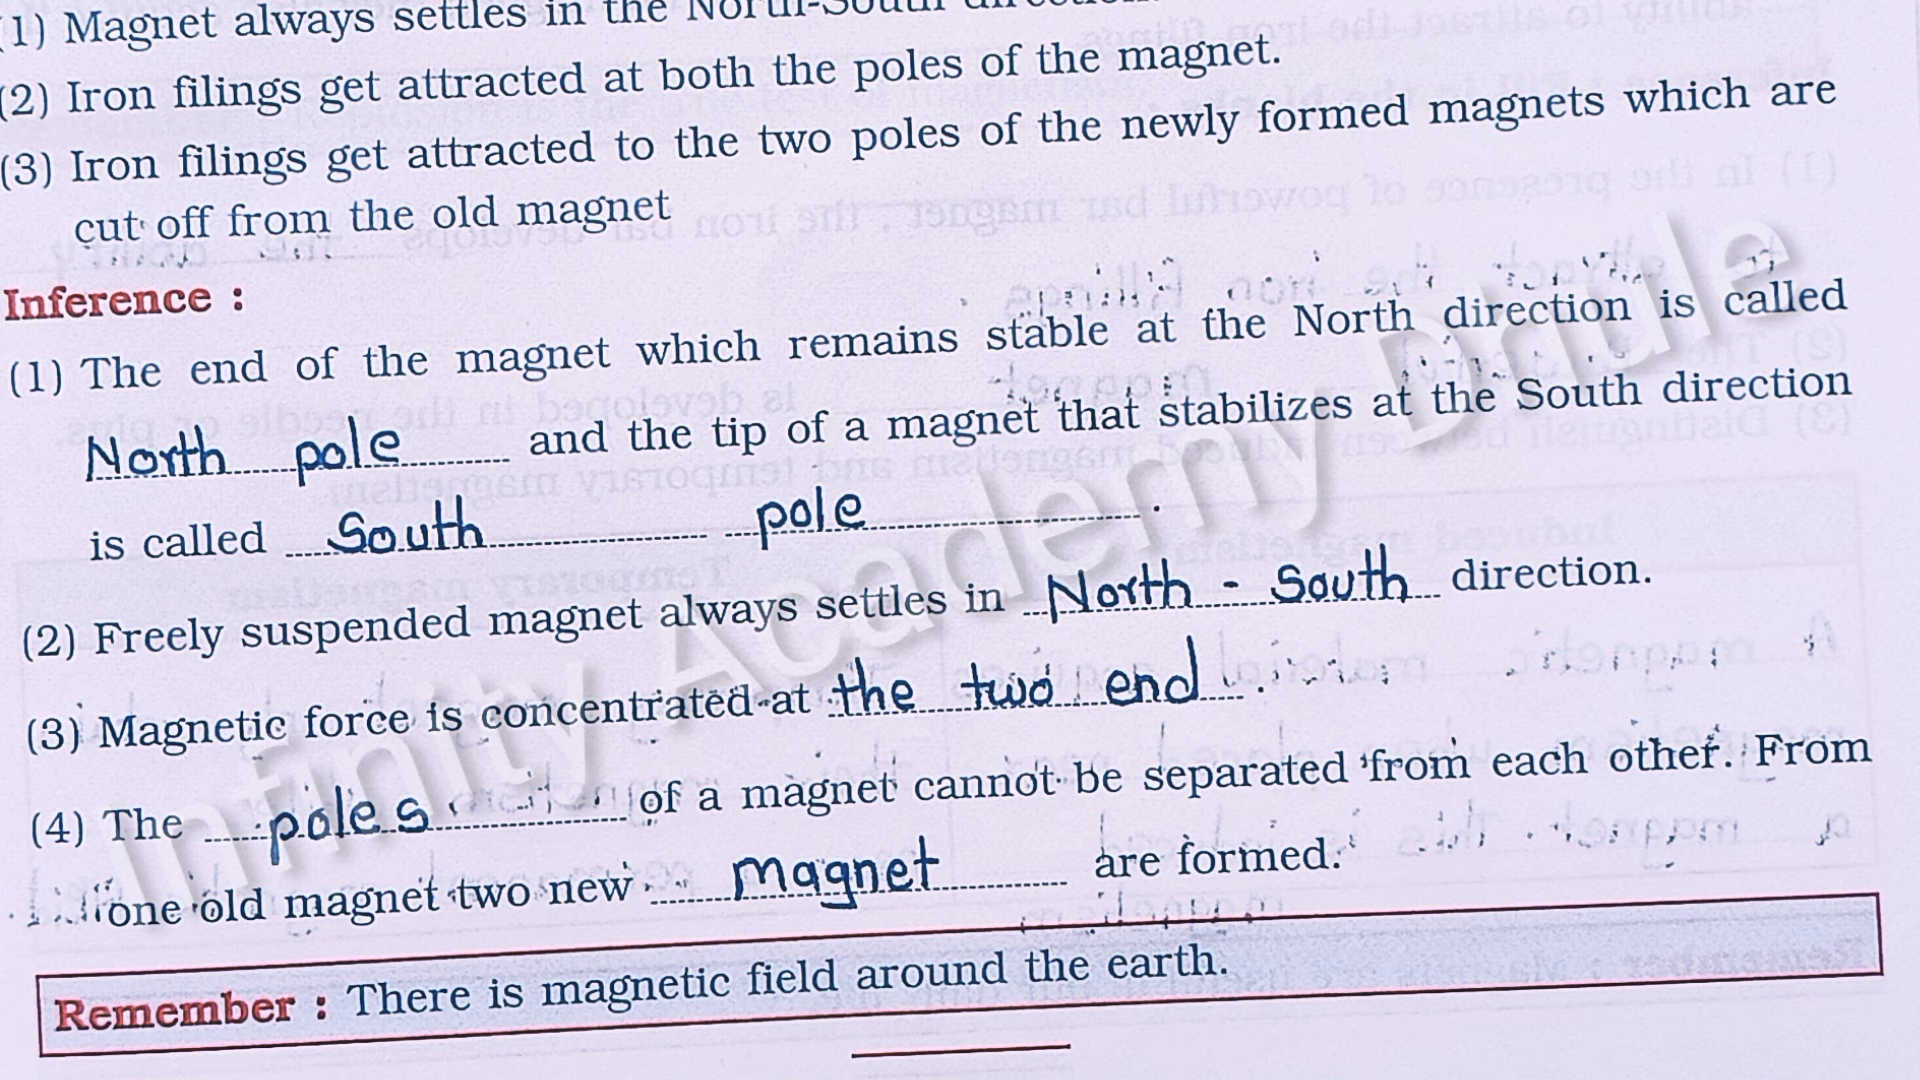 (1) Magnet always settles in the North-South
(2) Iron filings get attracted at both the poles of the magnet.
(3) Iron filings get attracted to the two poles of the newly formed magnets which are
cut off from the old magnet
Inference :
(1) The end of the magnet which remains stable at the North direction is called
North pole and the tip of a magnet that stabilizes at the South direction
is called South pole .
(2) Freely suspended magnet always settles in North - South direction.
(3) Magnetic force is concentrated at the two end .
(4) The poles of a magnet cannot be separated from each other. From
one old magnet two new magnet are formed.
Remember : There is magnetic field around the earth.
Infinity Academy Drule